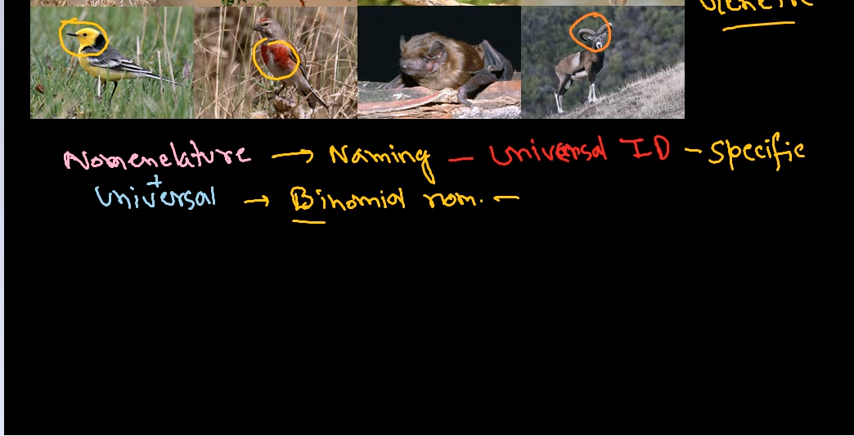 Nomenclature → Naming — Universal ID – Specific
+
Universal → Binomial nom. –